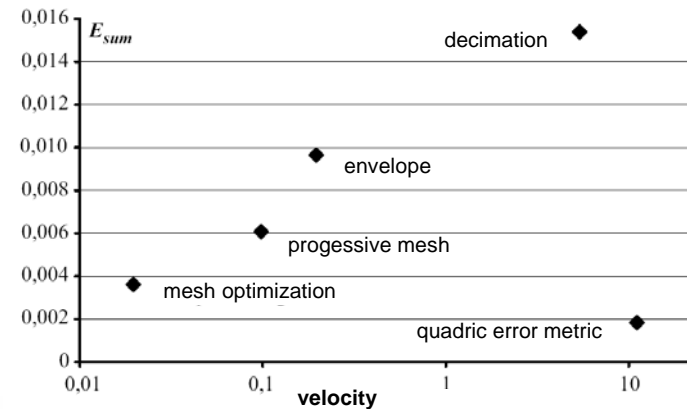 0,016
E_sum
decimation
0,014
0,012
0,010
envelope
0,008
0,006
progessive mesh
0,004
mesh optimization
0,002
quadric error metric
0
0,01 0,1 1 10
velocity